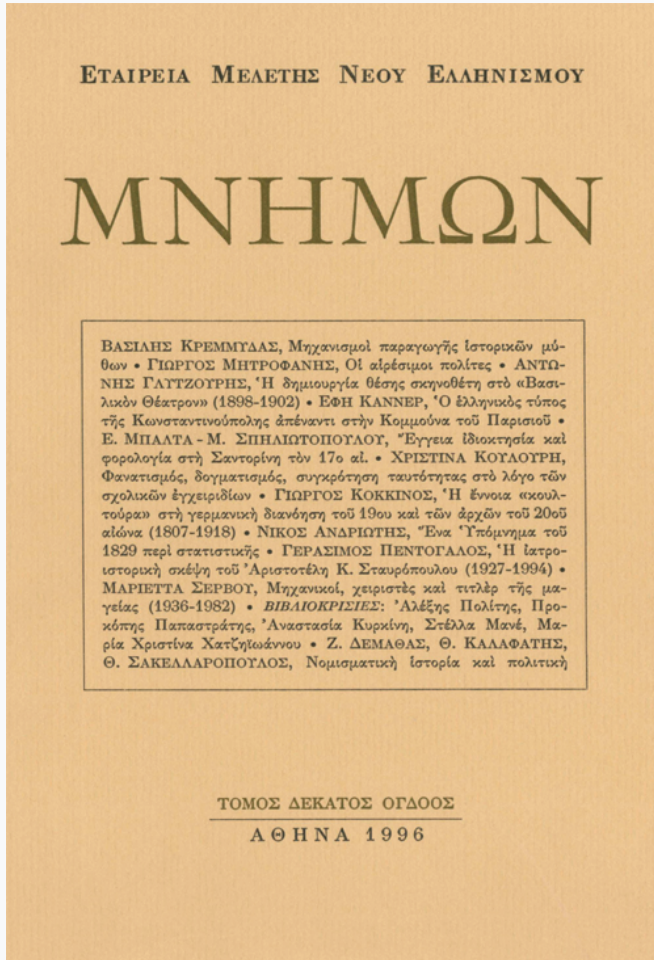 ΕΤΑΙΡΕΙΑ ΜΕΛΕΤΗΣ ΝΕΟΥ ΕΛΛΗΝΙΣΜΟΥ
ΜΝΗΜΩΝ
ΒΑΣΙΛΗΣ ΚΡΕΜΜΥΔΑΣ, Μηχανισμοὶ παραγωγῆς ἱστορικῶν μύ-
θων • ΓΙΩΡΓΟΣ ΜΗΤΡΟΦΑΝΗΣ, Οἱ αἱρέσιμοι πολίτες • ΑΝΤΩ-
ΝΗΣ ΓΛΥΤΖΟΥΡΗΣ, Ἡ δημιουργία θέσης σκηνοθέτη στὸ «Βασι-
λικὸν Θέατρον» (1898-1902) • ΕΦΗ ΚΑΝΝΕΡ, Ὁ ἑλληνικὸς τύπος
τῆς Κωνσταντινούπολης ἀπέναντι στὴν Κομμούνα τοῦ Παρισιοῦ •
Ε. ΜΠΑΛΤΑ - Μ. ΣΠΗΛΙΩΤΟΠΟΥΛΟΥ, Ἔγγεια ἰδιοκτησία καὶ
φορολογία στὴ Σαντορίνη τὸν 17ο αἰ. • ΧΡΙΣΤΙΝΑ ΚΟΥΛΟΥΡΗ,
Φανατισμός, δογματισμός, συγκρότηση ταυτότητας στὸ λόγο τῶν
σχολικῶν ἐγχειριδίων • ΓΙΩΡΓΟΣ ΚΟΚΚΙΝΟΣ, Ἡ ἔννοια «κουλ-
τούρα» στὴ γερμανικὴ διανόηση τοῦ 19ου καὶ τῶν ἀρχῶν τοῦ 20οῦ
αἰώνα (1807-1918) • ΝΙΚΟΣ ΑΝΔΡΙΩΤΗΣ, Ἕνα Ὑπόμνημα τοῦ
1829 περὶ στατιστικῆς • ΓΕΡΑΣΙΜΟΣ ΠΕΝΤΟΓΑΛΟΣ, Ἡ ἰατρο-
ιστορικὴ σκέψη τοῦ Ἀριστοτέλη Κ. Σταυρόπουλου (1927-1994) •
ΜΑΡΙΕΤΤΑ ΣΕΡΒΟΥ, Μηχανικοί, χειριστὲς καὶ τιτλὲρ τῆς μα-
γείας (1936-1982) • ΒΙΒΛΙΟΚΡΙΣΙΕΣ: Ἀλέξης Πολίτης, Προ-
κόπης Παπαστράτης, Ἀναστασία Κυρκίνη, Στέλλα Μανέ, Μα-
ρία Χριστίνα Χατζηϊωάννου • Ζ. ΔΕΜΑΘΑΣ, Θ. ΚΑΛΑΦΑΤΗΣ,
Θ. ΣΑΚΕΛΛΑΡΟΠΟΥΛΟΣ, Νομισματικὴ ἱστορία καὶ πολιτικὴ
ΤΟΜΟΣ ΔΕΚΑΤΟΣ ΟΓΔΟΟΣ
ΑΘΗΝΑ 1996